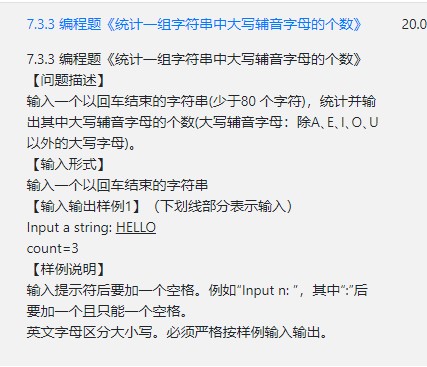 7.3.3 编程题《统计一组字符串中大写辅音字母的个数》 20.0
7.3.3 编程题《统计一组字符串中大写辅音字母的个数》
【问题描述】
输入一个以回车结束的字符串(少于80 个字符)，统计并输
出其中大写辅音字母的个数(大写辅音字母：除A､E､I､O､U
以外的大写字母)。
【输入形式】
输入一个以回车结束的字符串
【输入输出样例1】（下划线部分表示输入）
Input a string: HELLO
count=3
【样例说明】
输入提示符后要加一个空格。例如“Input n: ”，其中“:”后
要加一个且只能一个空格。
英文字母区分大小写。必须严格按样例输入输出。